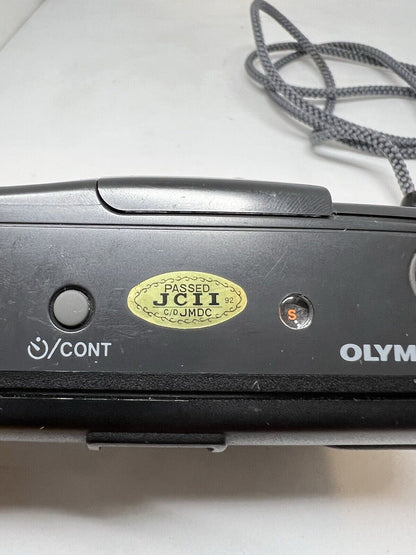 PASSED
JCII
92
C/D JMDC
S
/CONT
OLYM